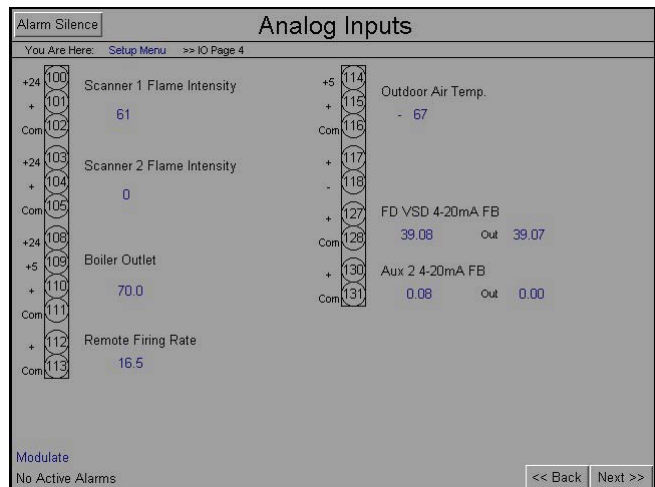 Alarm Silence
Analog Inputs
You Are Here: Setup Menu >> IO Page 4
+24 100
+ 101
Com 102
Scanner 1 Flame Intensity
61
+24 103
+ 104
Com 105
Scanner 2 Flame Intensity
0
+24 108
+5 109
+ 110
Com 111
Boiler Outlet
70.0
+ 112
Com 113
Remote Firing Rate
16.5
+5 114
+ 115
Com 116
Outdoor Air Temp.
- 67
+ 117
- 118
+ 127
Com 128
FD VSD 4-20mA FB
39.08 Out 39.07
+ 130
Com 131
Aux 2 4-20mA FB
0.08 Out 0.00
Modulate
No Active Alarms
<< Back Next >>